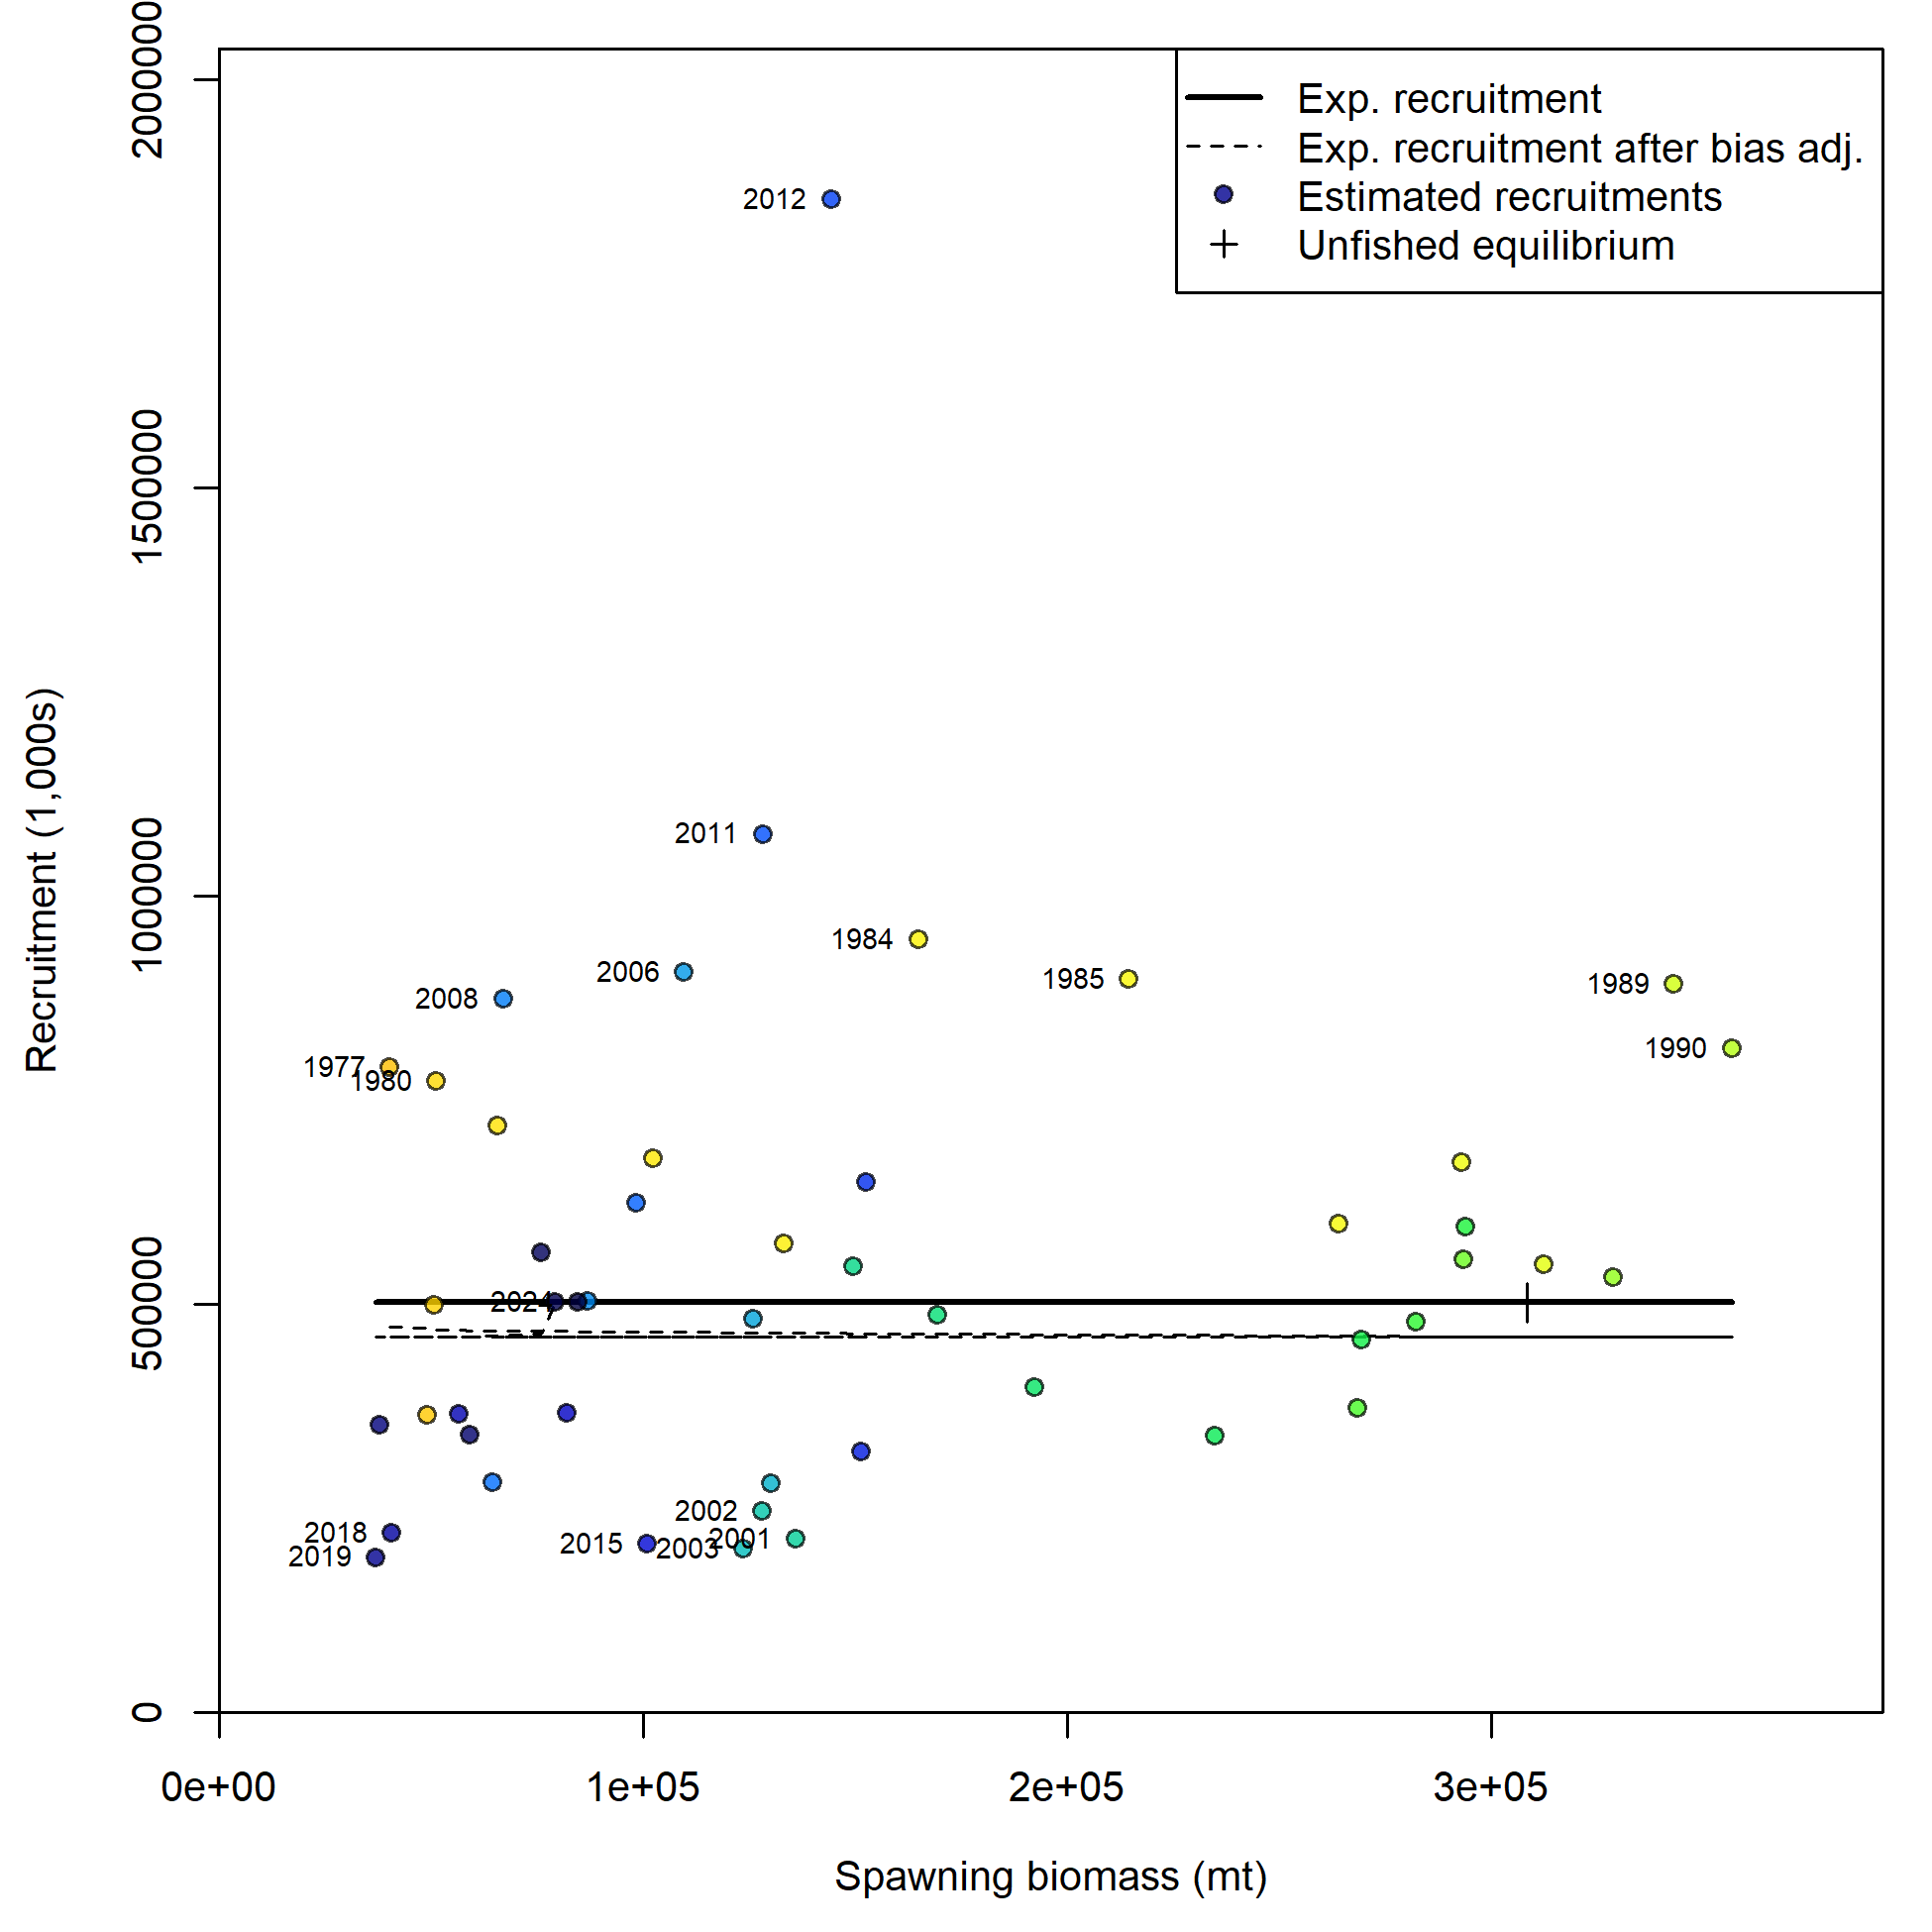 Exp. recruitment
Exp. recruitment after bias adj.
Estimated recruitments
Unfished equilibrium
2000000
1500000
1000000
500000
0
Recruitment (1,000s)
2012
2011
1984
2006
1985
1989
2008
1990
1977
1980
2024
2002
2018
2015
2003
2001
2019
0e+00
1e+05
2e+05
3e+05
Spawning biomass (mt)